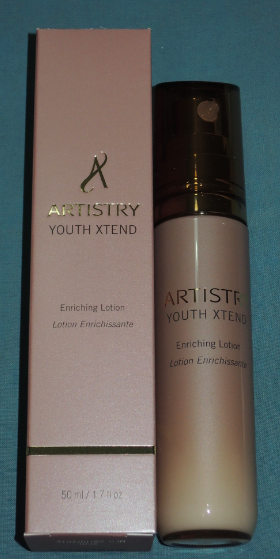 ARTISTRY
YOUTH XTEND
Enriching Lotion
Lotion Enrichissante
50 ml / 1.7 fl oz
ARTISTR
YOUTH XTEND
Enriching Lotion
Lotion Enrichissante